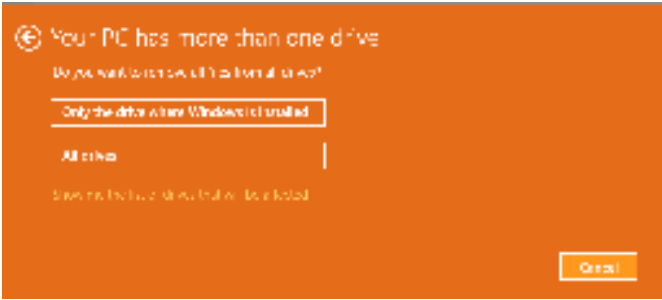 Your PC has more than one drive
Do you want to remove all files from all drives?
Only the drive where Windows is installed
All drives
Show me the list of drives that will be affected
Cancel